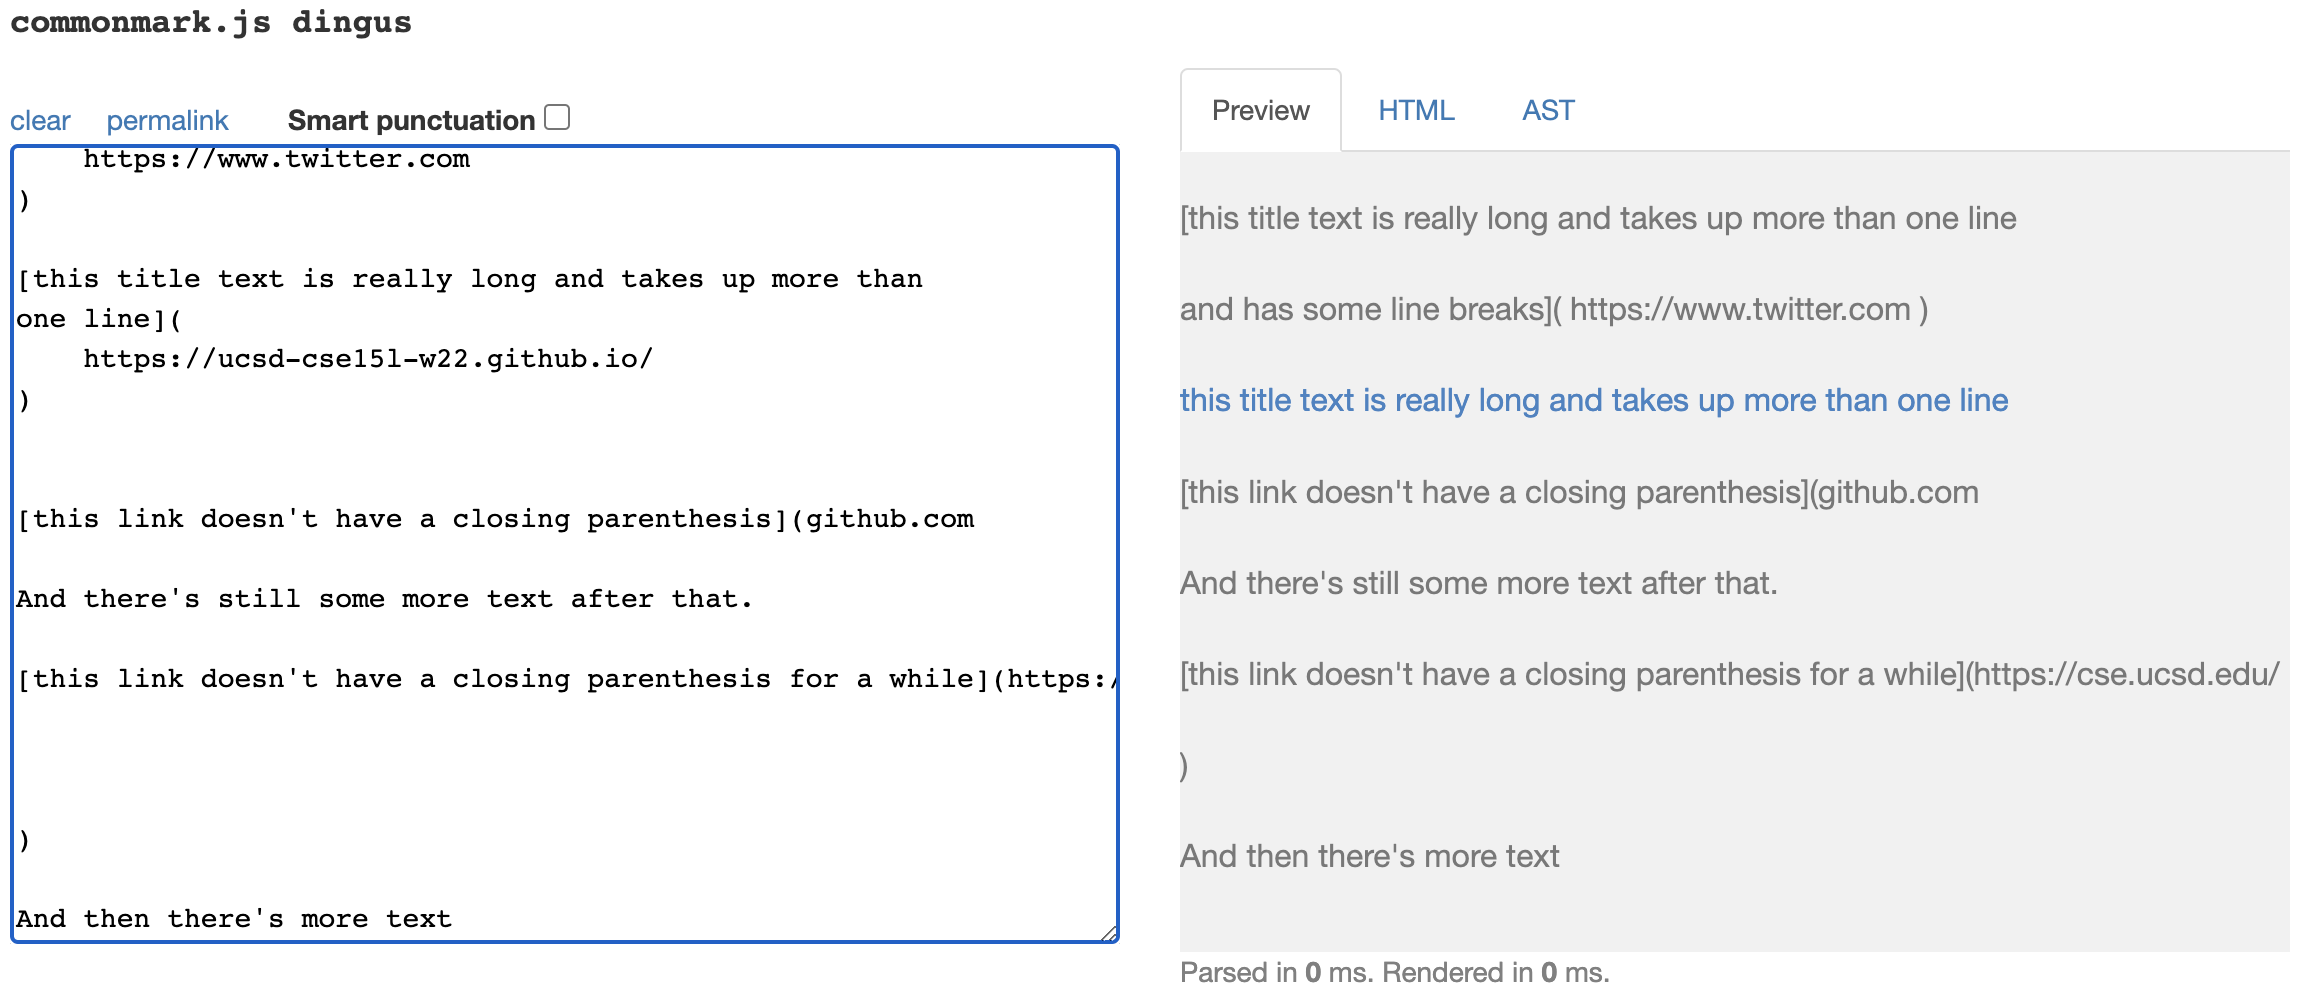 commonmark.js dingus
clear permalink Smart punctuation
https://www.twitter.com
)
[this title text is really long and takes up more than
one line](
https://ucsd-cse15l-w22.github.io/
)
[this link doesn't have a closing parenthesis](github.com
And there's still some more text after that.
[this link doesn't have a closing parenthesis for a while](https:/
)
And then there's more text
Preview HTML AST
[this title text is really long and takes up more than one line
and has some line breaks]( https://www.twitter.com )
this title text is really long and takes up more than one line
[this link doesn't have a closing parenthesis](github.com
And there's still some more text after that.
[this link doesn't have a closing parenthesis for a while](https://cse.ucsd.edu/
)
And then there's more text
Parsed in 0 ms. Rendered in 0 ms.